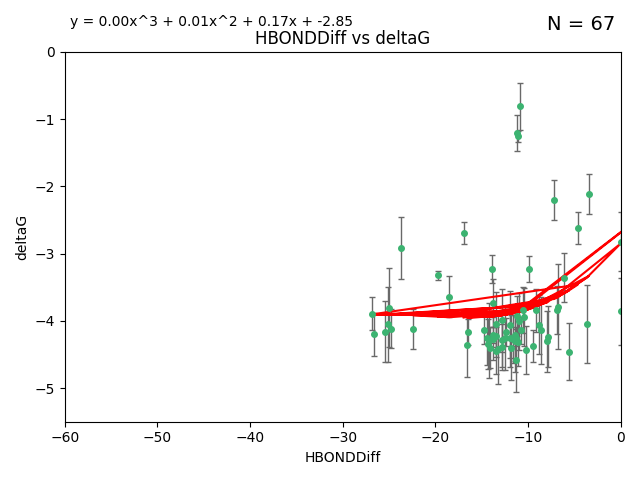 y = 0.00x^3 + 0.01x^2 + 0.17x + -2.85
N = 67
HBONDDiff vs deltaG
0
−1
−2
−3
−4
−5
deltaG
−60 −50 −40 −30 −20 −10 0
HBONDDiff